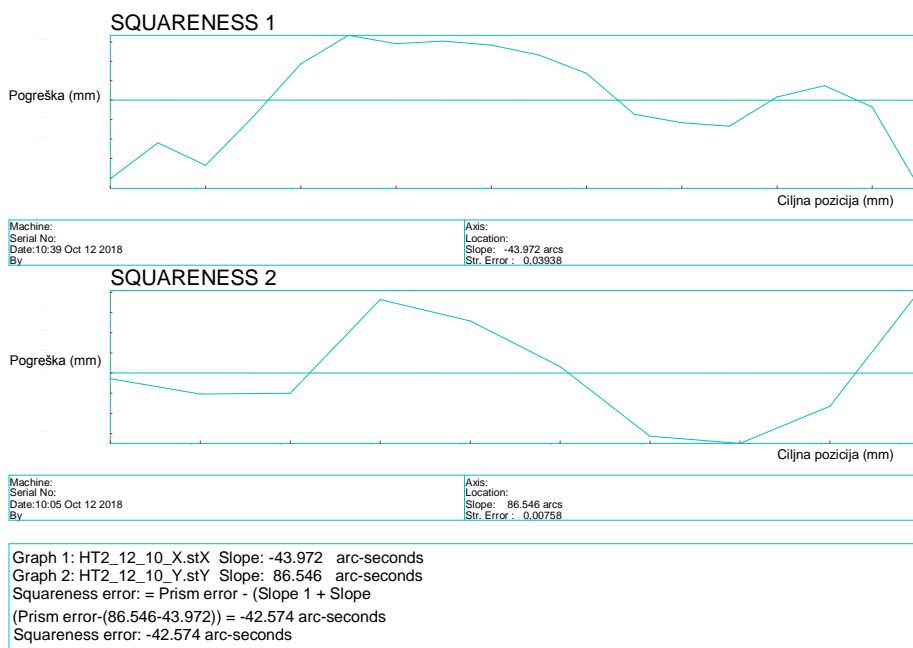 SQUARENESS 1
Pogreška (mm)
Ciljna pozicija (mm)
Machine:
Serial No:
Date:10:39 Oct 12 2018
By
Axis:
Location:
Slope: -43.972 arcs
Str. Error : 0,03938
SQUARENESS 2
Pogreška (mm)
Ciljna pozicija (mm)
Machine:
Serial No:
Date:10:05 Oct 12 2018
By
Axis:
Location:
Slope: 86.546 arcs
Str. Error : 0,00758
Graph 1: HT2_12_10_X.stX Slope: -43.972 arc-seconds
Graph 2: HT2_12_10_Y.stY Slope: 86.546 arc-seconds
Squareness error: = Prism error - (Slope 1 + Slope
(Prism error-(86.546-43.972)) = -42.574 arc-seconds
Squareness error: -42.574 arc-seconds